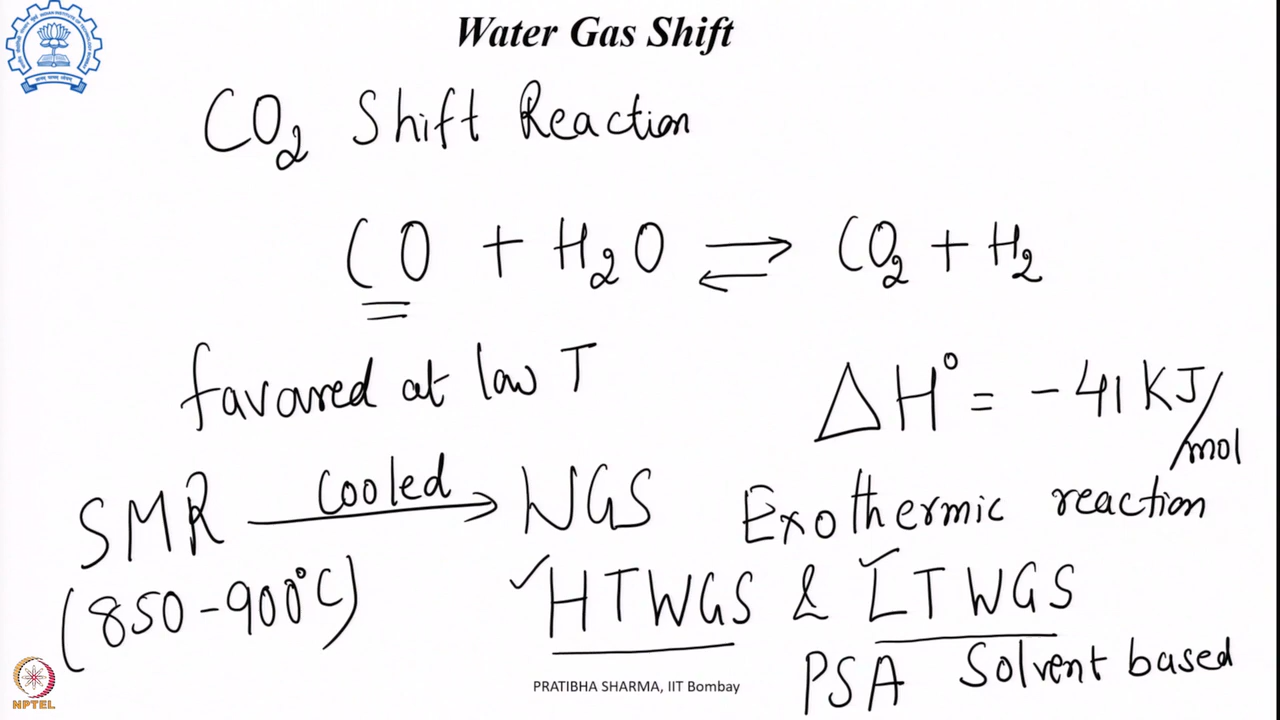 Water Gas Shift
CO₂ Shift Reaction
CO + H₂O ⇌ CO₂ + H₂
favored at low T
ΔH° = -41 KJ/mol
SMR cooled → WGS
Exothermic reaction
(850-900°C)
✓HTWGS & ✓LTWGS
PSA Solvent based
PRATIBHA SHARMA, IIT Bombay
NPTEL